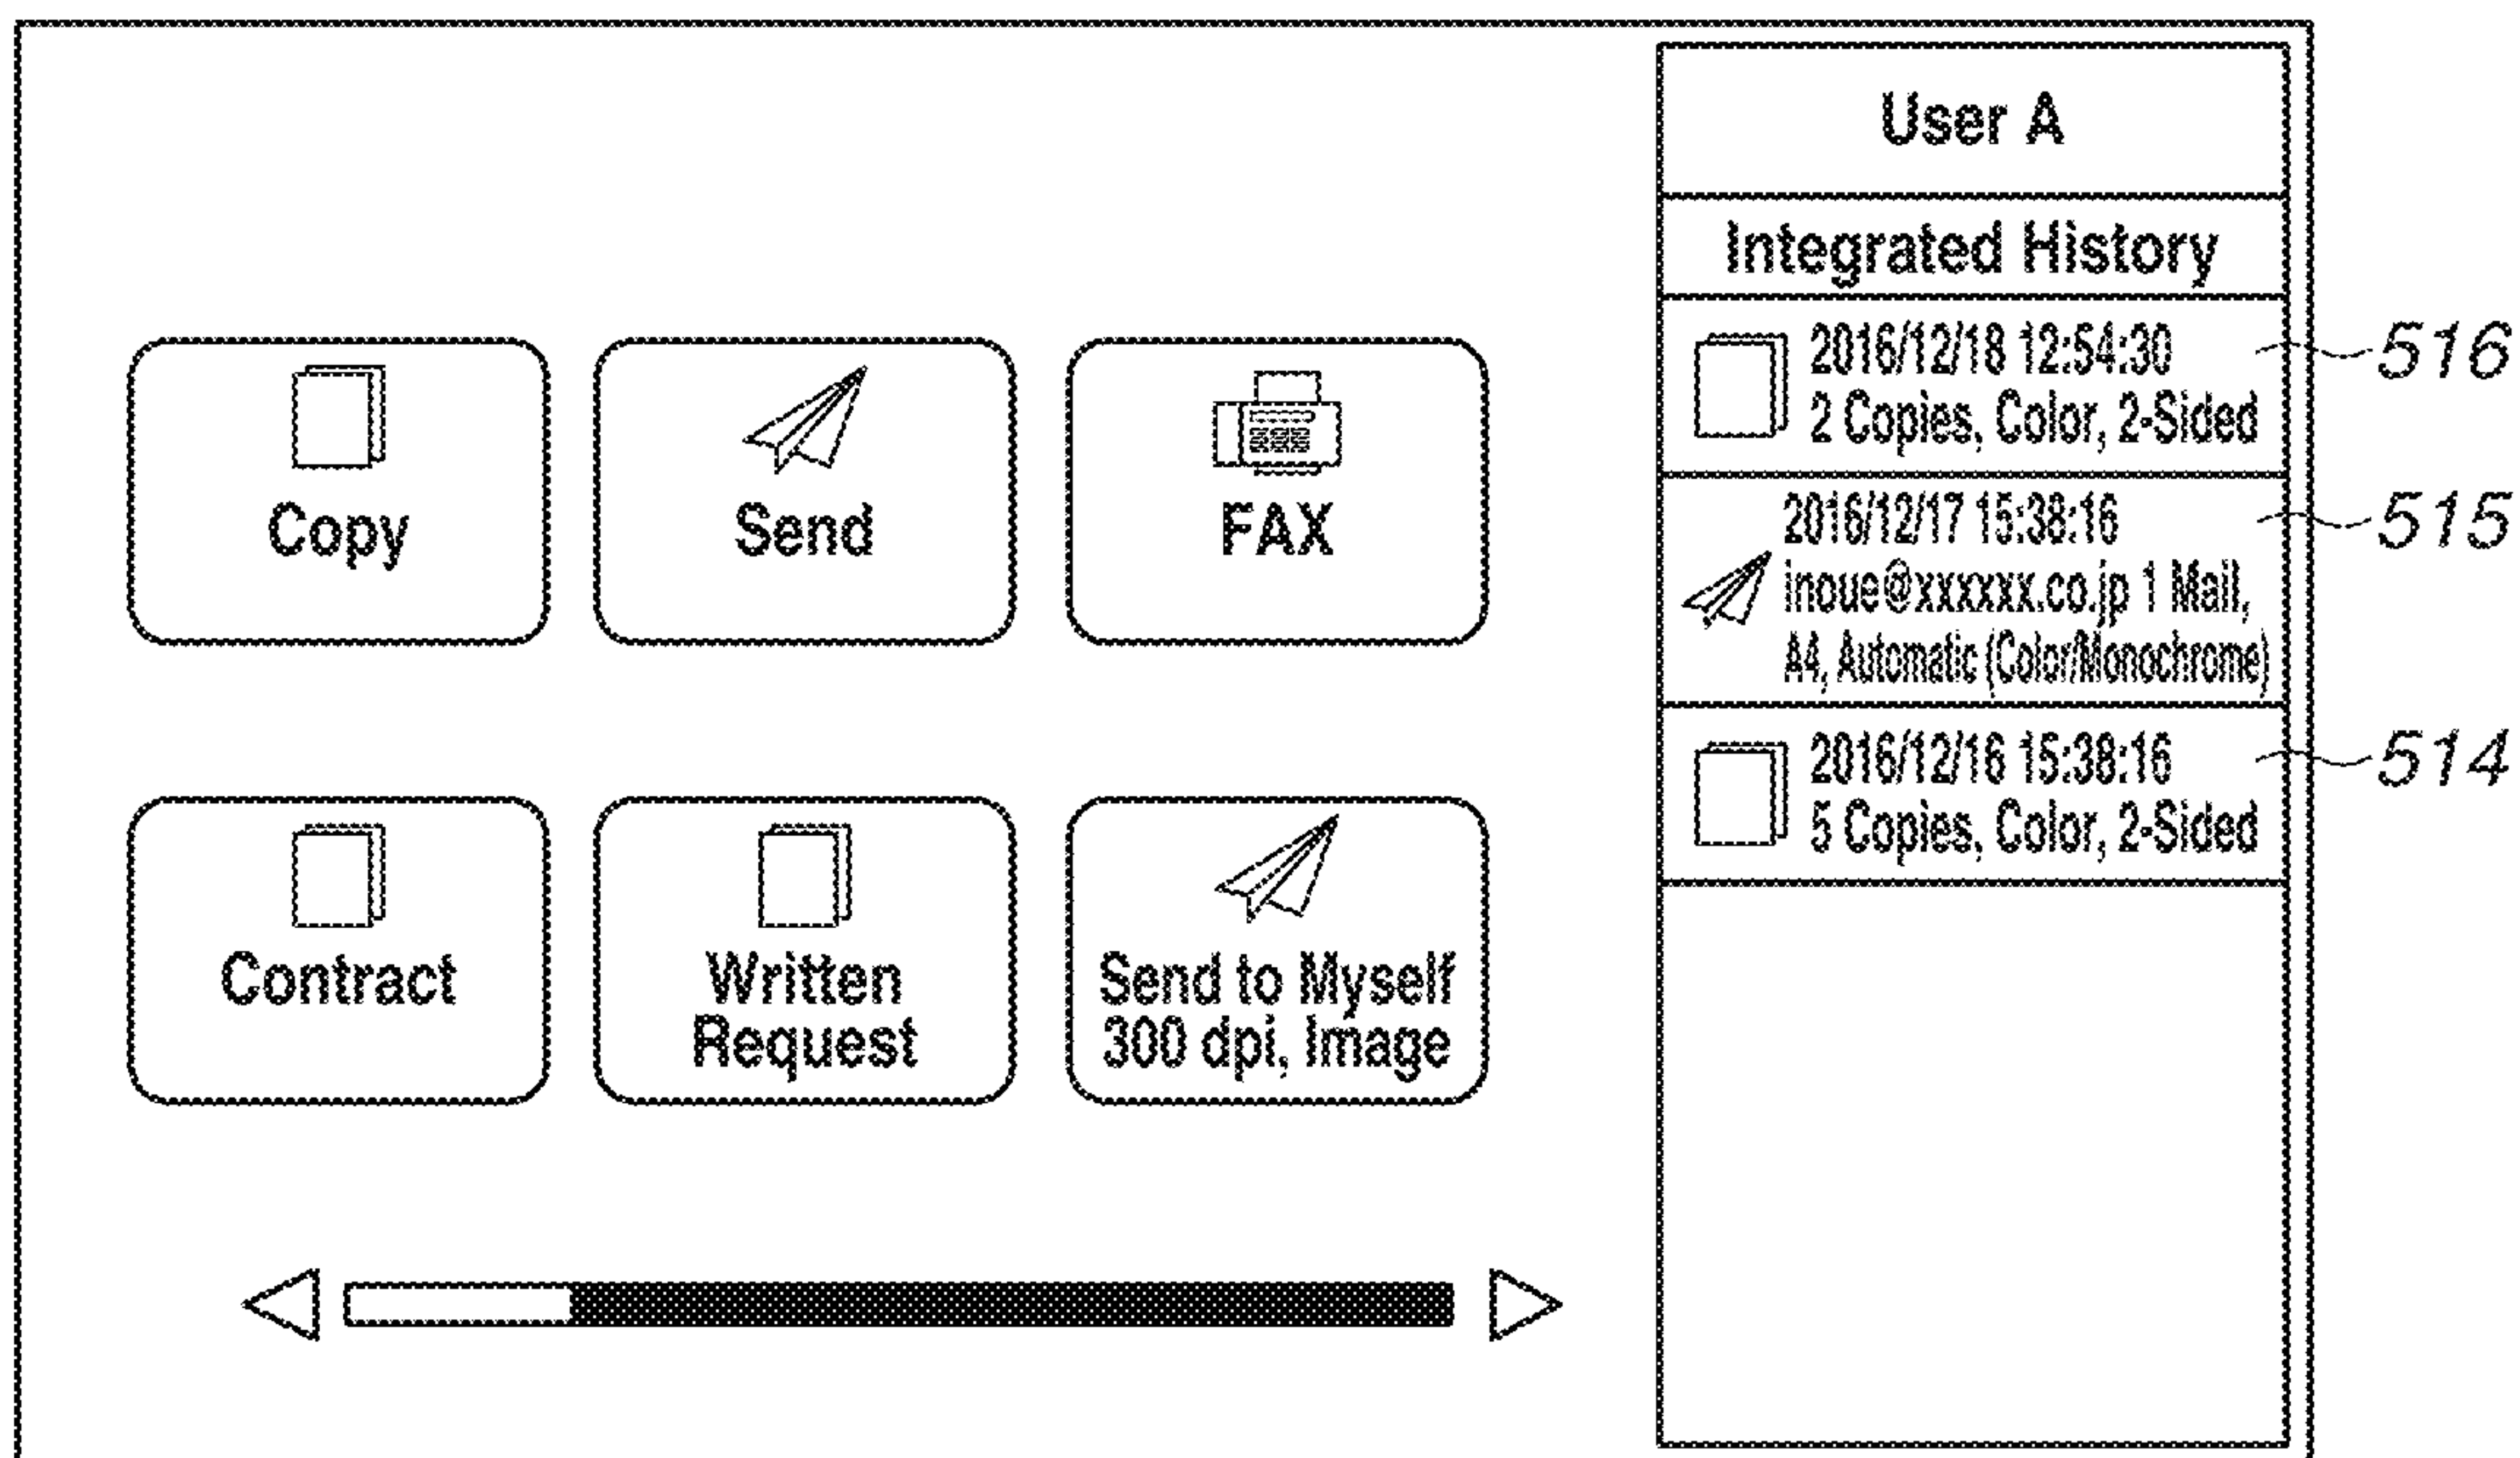 Copy
Send
FAX
Contract
Written
Request
Send to Myself
300 dpi, Image
User A
Integrated History
2016/12/18 12:54:30
2 Copies, Color, 2-Sided
516
2016/12/17 15:38:16
inoue@xxxxxx.co.jp 1 Mail,
A4, Automatic (Color/Monochrome)
515
2016/12/16 15:38:16
5 Copies, Color, 2-Sided
514